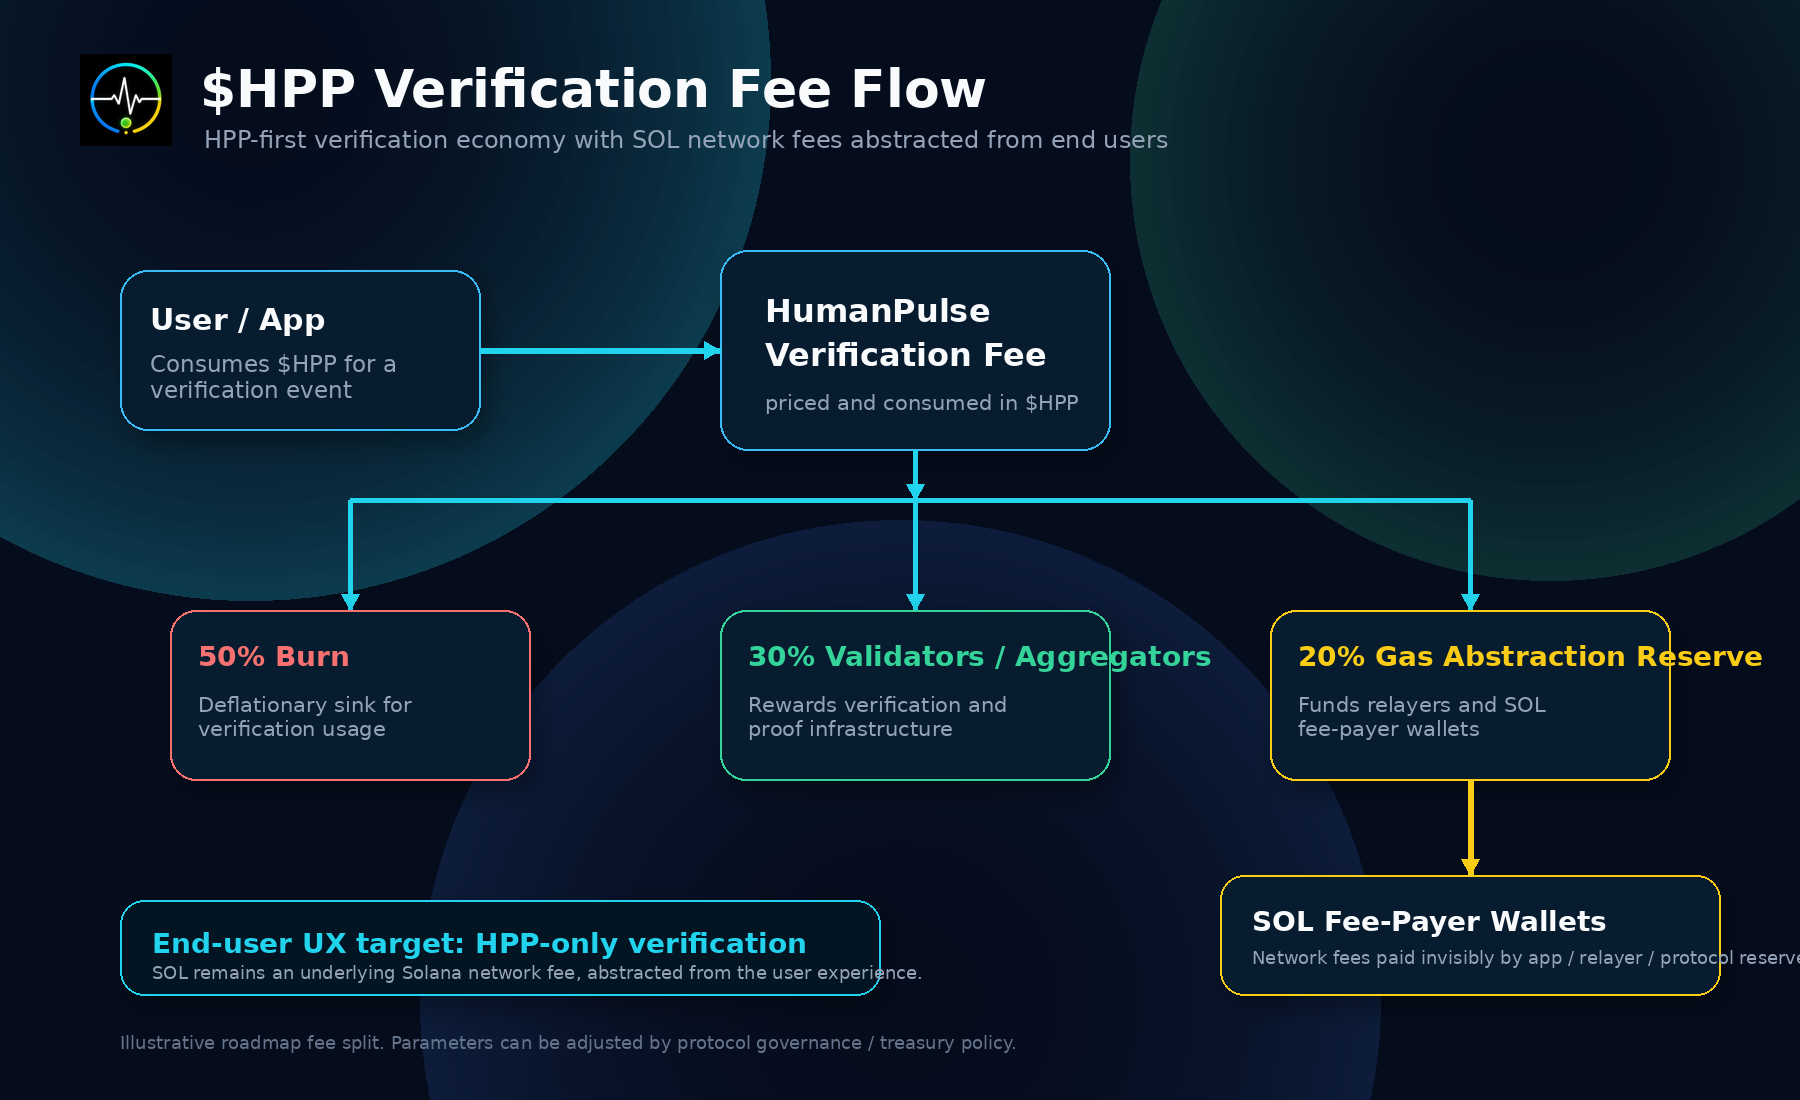 $HPP Verification Fee Flow
HPP-first verification economy with SOL network fees abstracted from end users
User / App
Consumes $HPP for a
verification event
HumanPulse
Verification Fee
priced and consumed in $HPP
50% Burn
Deflationary sink for
verification usage
30% Validators / Aggregators
Rewards verification and
proof infrastructure
20% Gas Abstraction Reserve
Funds relayers and SOL
fee-payer wallets
SOL Fee-Payer Wallets
Network fees paid invisibly by app / relayer / protocol reserve
End-user UX target: HPP-only verification
SOL remains an underlying Solana network fee, abstracted from the user experience.
Illustrative roadmap fee split. Parameters can be adjusted by protocol governance / treasury policy.